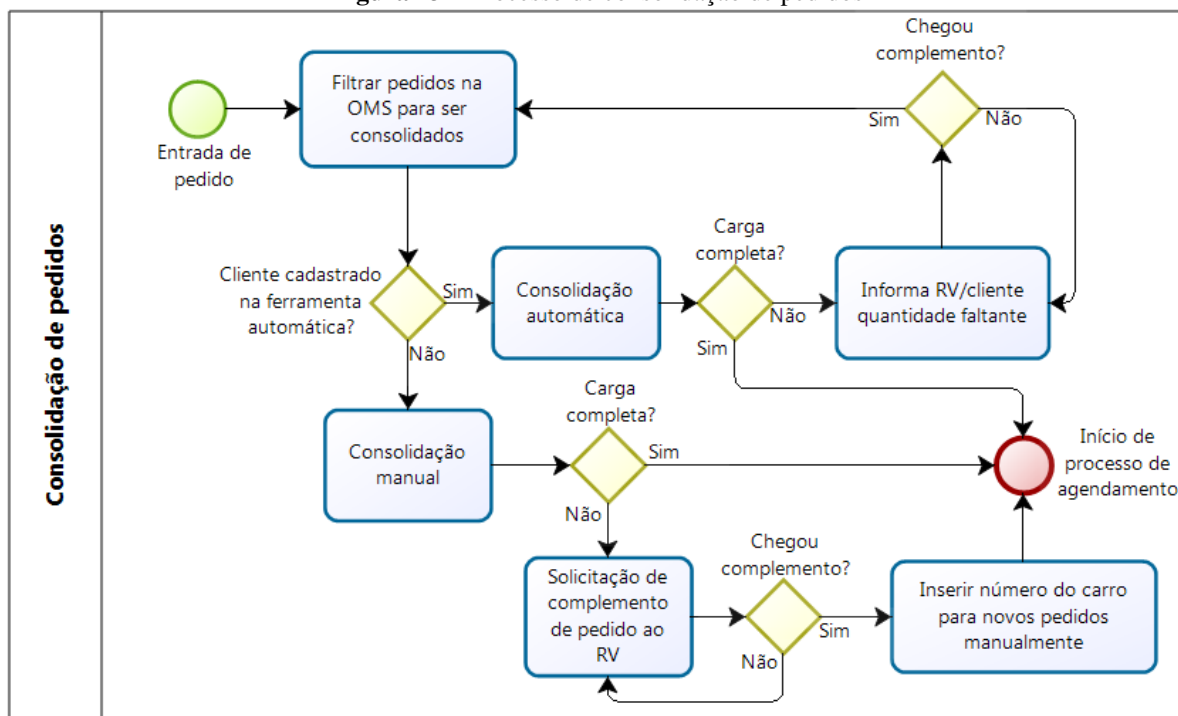 Consolidação de pedidos
Entrada de
pedido
Filtrar pedidos na
OMS para ser
consolidados
Chegou
complemento?
Sim
Não
Cliente cadastrado
na ferramenta
automática?
Sim
Não
Consolidação
automática
Carga
completa?
Não
Sim
Informa RV/cliente
quantidade faltante
Consolidação
manual
Carga
completa?
Sim
Não
Início de
processo de
agendamento
Solicitação de
complemento
de pedido ao
RV
Chegou
complemento?
Sim
Não
Inserir número do carro
para novos pedidos
manualmente